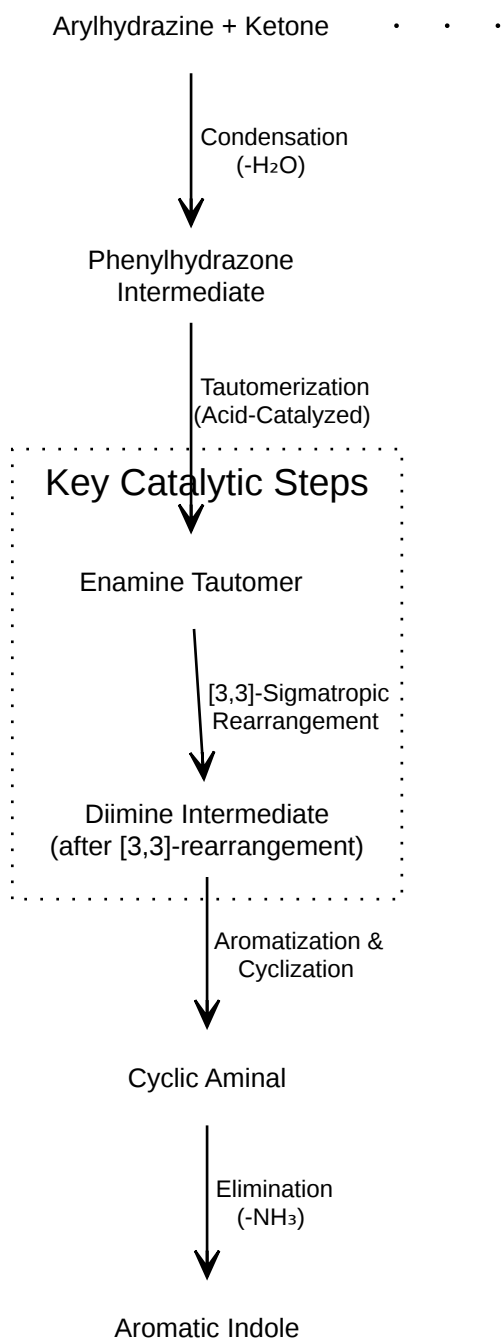 Arylhydrazine + Ketone
Condensation
(-H₂O)
Phenylhydrazone
Intermediate
Tautomerization
(Acid-Catalyzed)
Key Catalytic Steps
Enamine Tautomer
[3,3]-Sigmatropic
Rearrangement
Diimine Intermediate
(after [3,3]-rearrangement)
Aromatization &
Cyclization
Cyclic Aminal
Elimination
(-NH₃)
Aromatic Indole